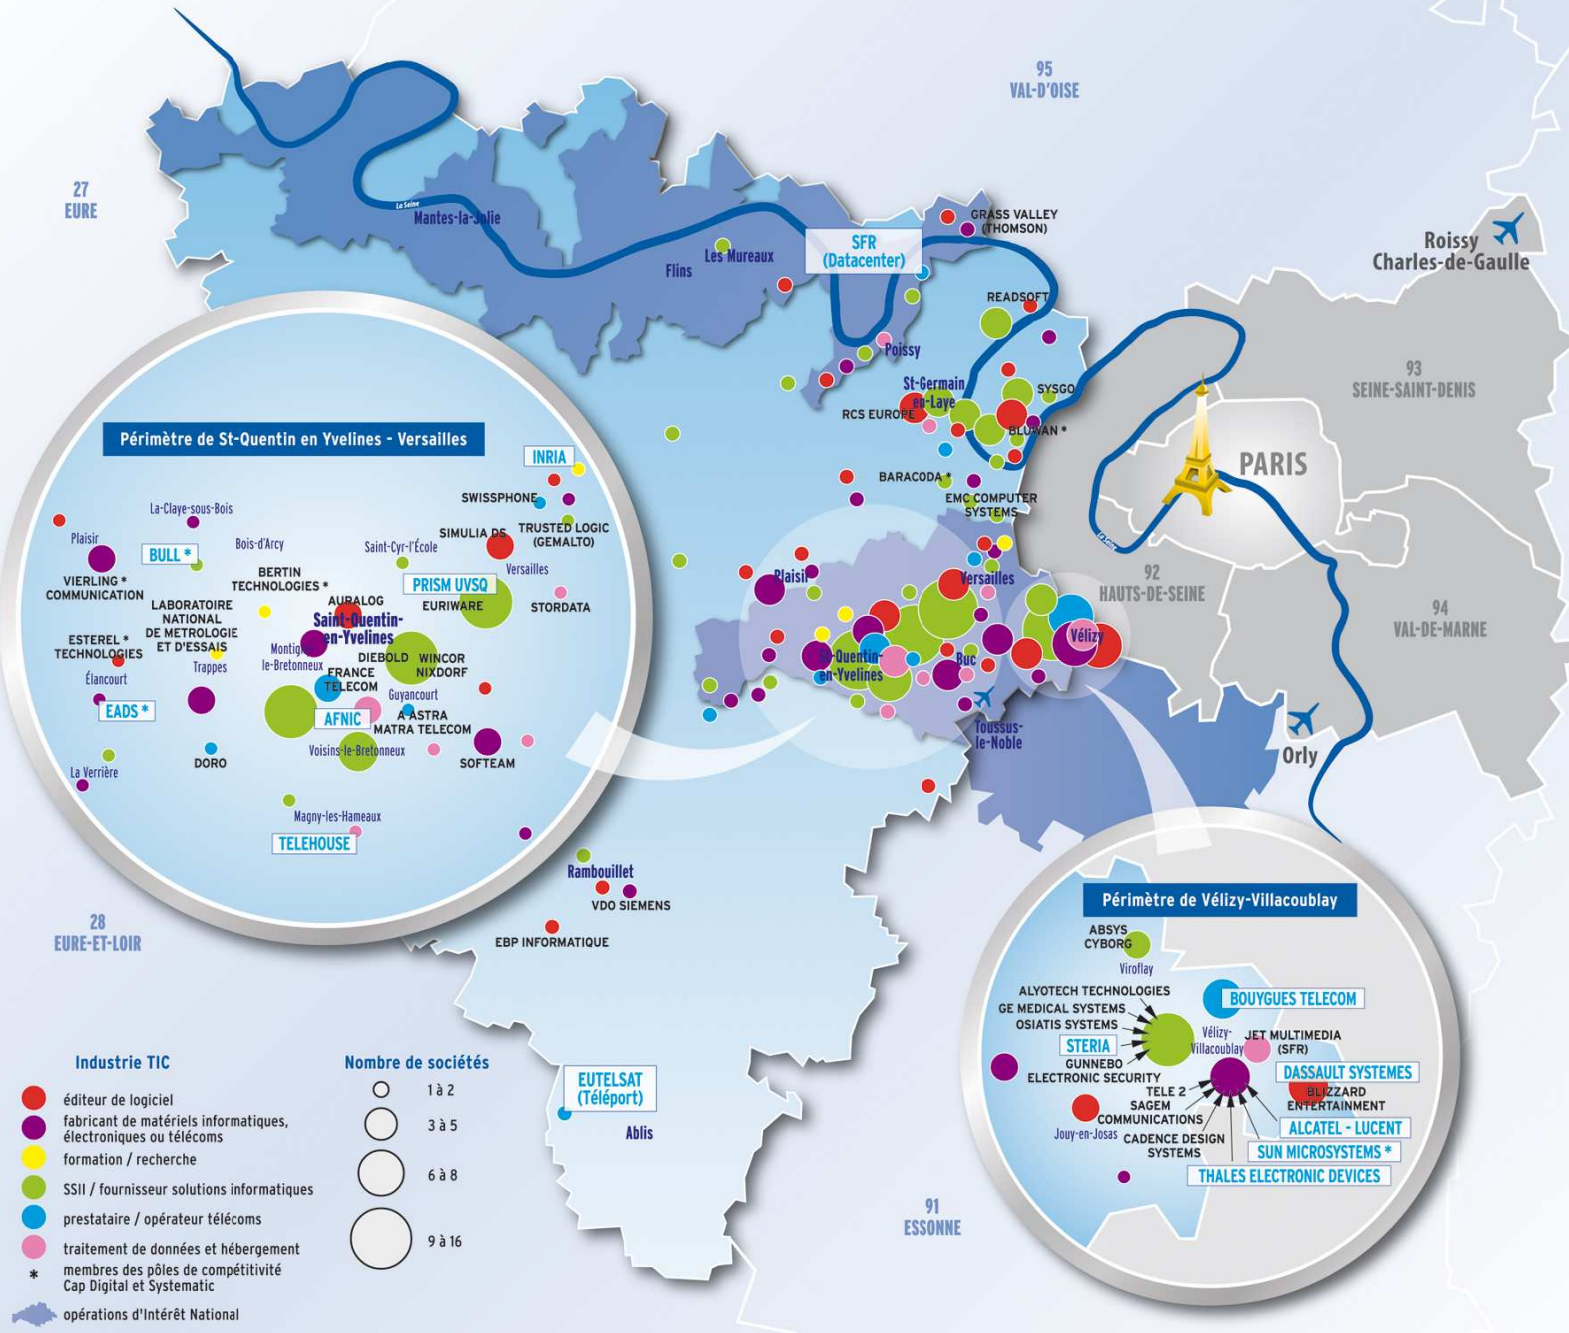 95
VAL-D'OISE
27
EURE
La Seine
Mantes-la-Jolie
Flins
Les Mureaux
SFR
(Datacenter)
GRASS VALLEY
(THOMSON)
Roissy
Charles-de-Gaulle
READSOFT
Poissy
St-Germain
en-Laye
RCS EUROPE
SYSGO
BLUWAN *
BARACODA *
EMC COMPUTER
SYSTEMS
93
SEINE-SAINT-DENIS
PARIS
La Seine
92
HAUTS-DE-SEINE
94
VAL-DE-MARNE
Plaisir
Versailles
Vélizy
St-Quentin-
en-Yvelines
Buc
Toussus-
le-Noble
Orly
Périmètre de St-Quentin en Yvelines - Versailles
INRIA
SWISSPHONE
La-Claye-sous-Bois
Plaisir
BULL *
Bois-d'Arcy
Saint-Cyr-l'École
SIMULIA DS
TRUSTED LOGIC
(GEMALTO)
Versailles
VIERLING *
COMMUNICATION
BERTIN
TECHNOLOGIES *
PRISM UVSQ
EURIWARE
STORDATA
LABORATOIRE
NATIONAL
DE METROLOGIE
ET D'ESSAIS
AURALOG
Saint-Quentin-
en-Yvelines
ESTEREL *
TECHNOLOGIES
Trappes
Montigny-
le-Bretonneux
DIEBOLD
WINCOR
NIXDORF
FRANCE
TELECOM
Élancourt
EADS *
Guyancourt
AFNIC
A ASTRA
MATRA TELECOM
Voisins-le-Bretonneux
SOFTEAM
DORO
La Verrière
Magny-les-Hameaux
TELEHOUSE
Rambouillet
VDO SIEMENS
EBP INFORMATIQUE
28
EURE-ET-LOIR
EUTELSAT
(Téléport)
Ablis
91
ESSONNE
Périmètre de Vélizy-Villacoublay
ABSYS
CYBORG
Viroflay
ALYOTECH TECHNOLOGIES
GE MEDICAL SYSTEMS
OSIATIS SYSTEMS
STERIA
GUNNEBO
ELECTRONIC SECURITY
BOUYGUES TELECOM
Vélizy-
Villacoublay
JET MULTIMEDIA
(SFR)
DASSAULT SYSTEMES
BLIZZARD
ENTERTAINMENT
TELE 2
SAGEM
COMMUNICATIONS
Jouy-en-Josas
CADENCE DESIGN
SYSTEMS
ALCATEL - LUCENT
SUN MICROSYSTEMS *
THALES ELECTRONIC DEVICES
Industrie TIC
éditeur de logiciel
fabricant de matériels informatiques,
électroniques ou télécoms
formation / recherche
SSII / fournisseur solutions informatiques
prestataire / opérateur télécoms
traitement de données et hébergement
* membres des pôles de compétitivité
Cap Digital et Systematic
opérations d'Intérêt National
Nombre de sociétés
1 à 2
3 à 5
6 à 8
9 à 16